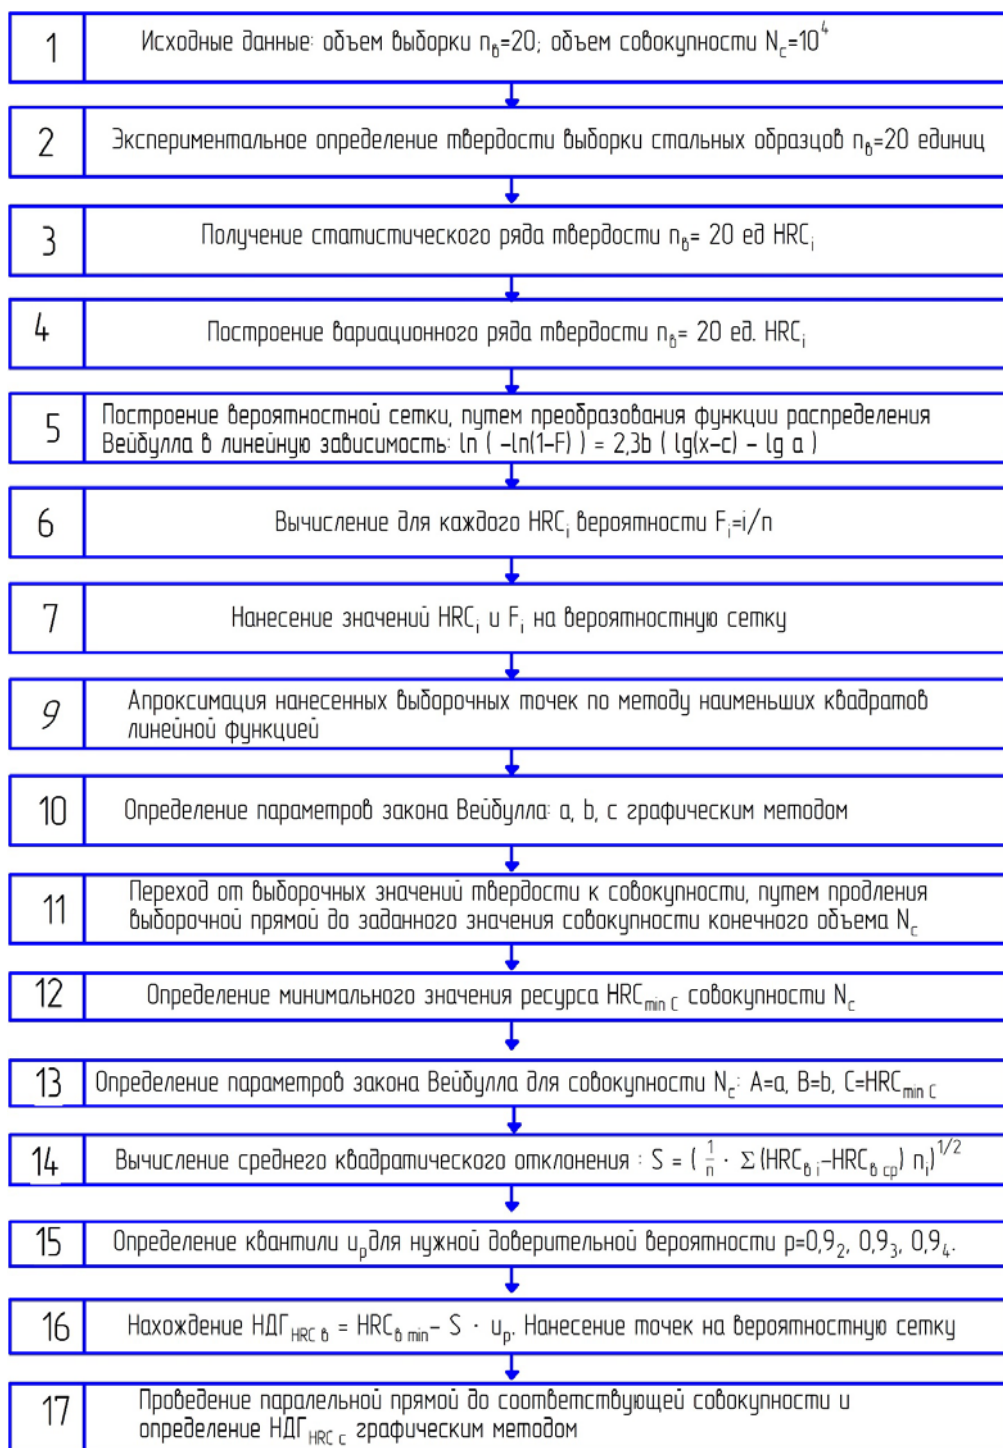 1 Исходные данные: объем выборки nв=20; объем совокупности Nс=10^4
2 Экспериментальное определение твердости выборки стальных образцов nв=20 единиц
3 Получение статистического ряда твердости nв= 20 ед HRCi
4 Построение вариационного ряда твердости nв= 20 ед. HRCi
5 Построение вероятностной сетки, путем преобразования функции распределения
Вейбулла в линейную зависимость: ln ( -ln(1-F) ) = 2,3b ( lg(x-c) - lg a )
6 Вычисление для каждого HRCi вероятности Fi=i/n
7 Нанесение значений HRCi и Fi на вероятностную сетку
9 Апроксимация нанесенных выборочных точек по методу наименьших квадратов
линейной функцией
10 Определение параметров закона Вейбулла: a, b, c графическим методом
11 Переход от выборочных значений твердости к совокупности, путем продления
выборочной прямой до заданного значения совокупности конечного объема Nс
12 Определение минимального значения ресурса HRCmin C совокупности Nс
13 Определение параметров закона Вейбулла для совокупности Nс: A=a, B=b, C=HRCmin C
14 Вычисление среднего квадратического отклонения : S = ( 1/n · Σ (HRCв i-HRCв ср) ni)^1/2
15 Определение квантили up для нужной доверительной вероятности p=0,92, 0,93, 0,94.
16 Нахождение НДГHRC в = HRCв min- S · up. Нанесение точек на вероятностную сетку
17 Проведение паралельной прямой до соответствующей совокупности и
определение НДГHRC с графическим методом